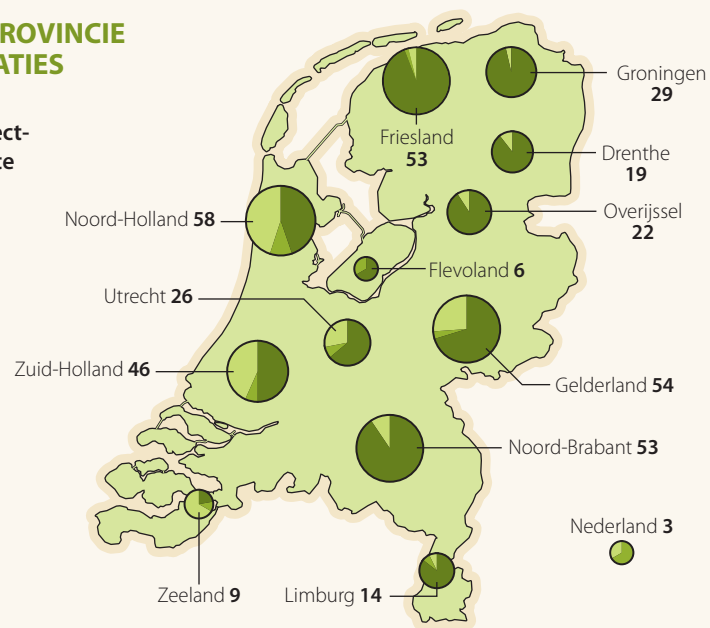 ROVINCIE
ATIES
ect-
te
Groningen
29
Friesland
53
Drenthe
19
Overijssel
22
Noord-Holland 58
Flevoland 6
Utrecht 26
Zuid-Holland 46
Gelderland 54
Noord-Brabant 53
Nederland 3
Zeeland 9
Limburg 14